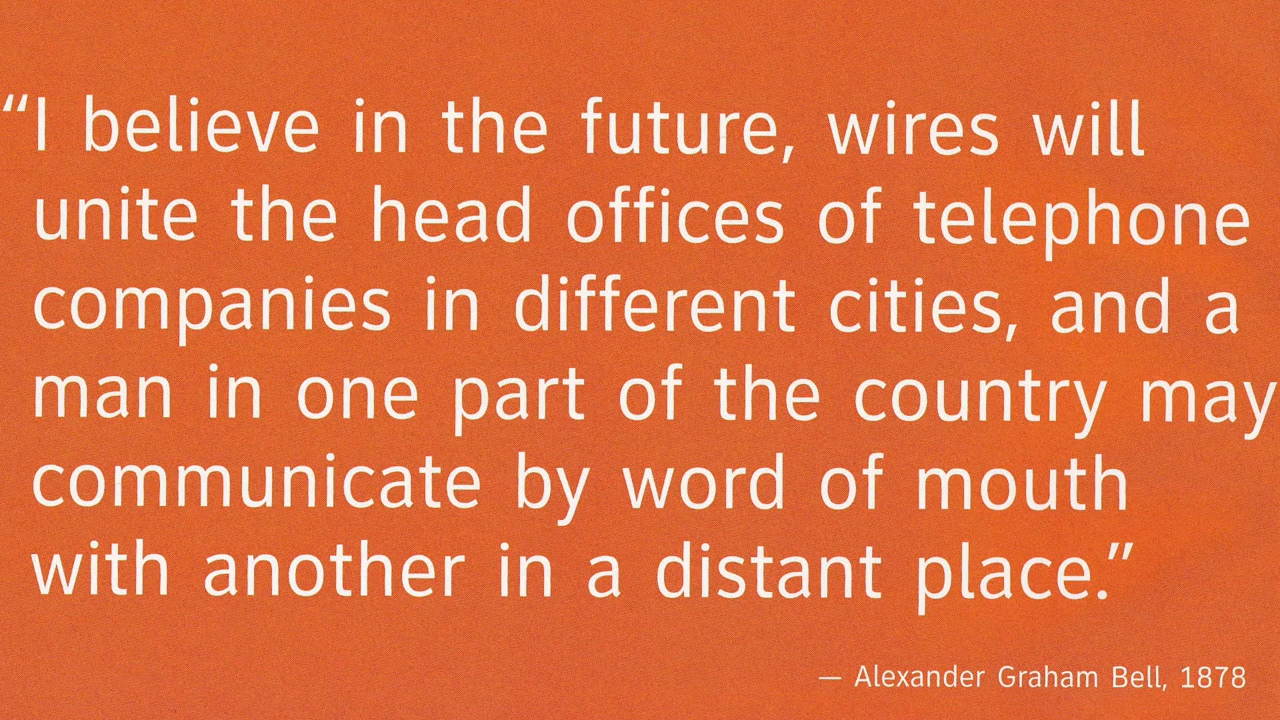 “I believe in the future, wires will
unite the head offices of telephone
companies in different cities, and a
man in one part of the country may
communicate by word of mouth
with another in a distant place.”
— Alexander Graham Bell, 1878